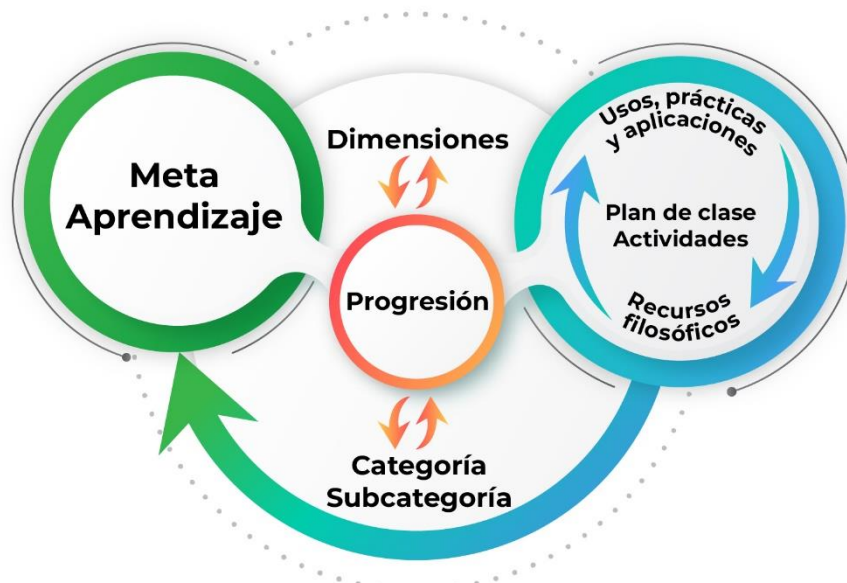 Meta
Aprendizaje
Dimensiones
Progresión
Categoría
Subcategoría
Usos, prácticas
y aplicaciones
Plan de clase
Actividades
Recursos
filosóficos